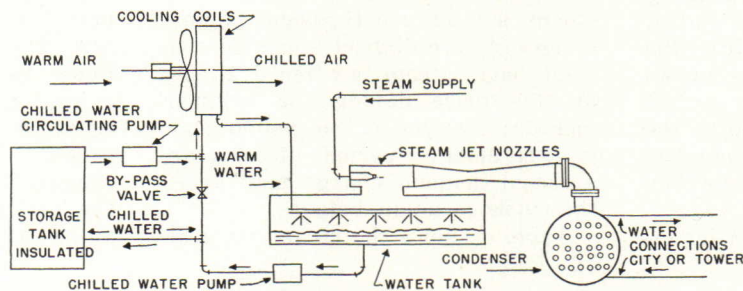 COOLING COILS
WARM AIR
CHILLED AIR
STEAM SUPPLY
CHILLED WATER
CIRCULATING PUMP
STEAM JET NOZZLES
WARM
WATER
BY-PASS
VALVE
STORAGE
TANK
INSULATED
CHILLED
WATER
WATER
CONNECTIONS
CITY OR TOWER
CONDENSER
CHILLED WATER PUMP
WATER TANK